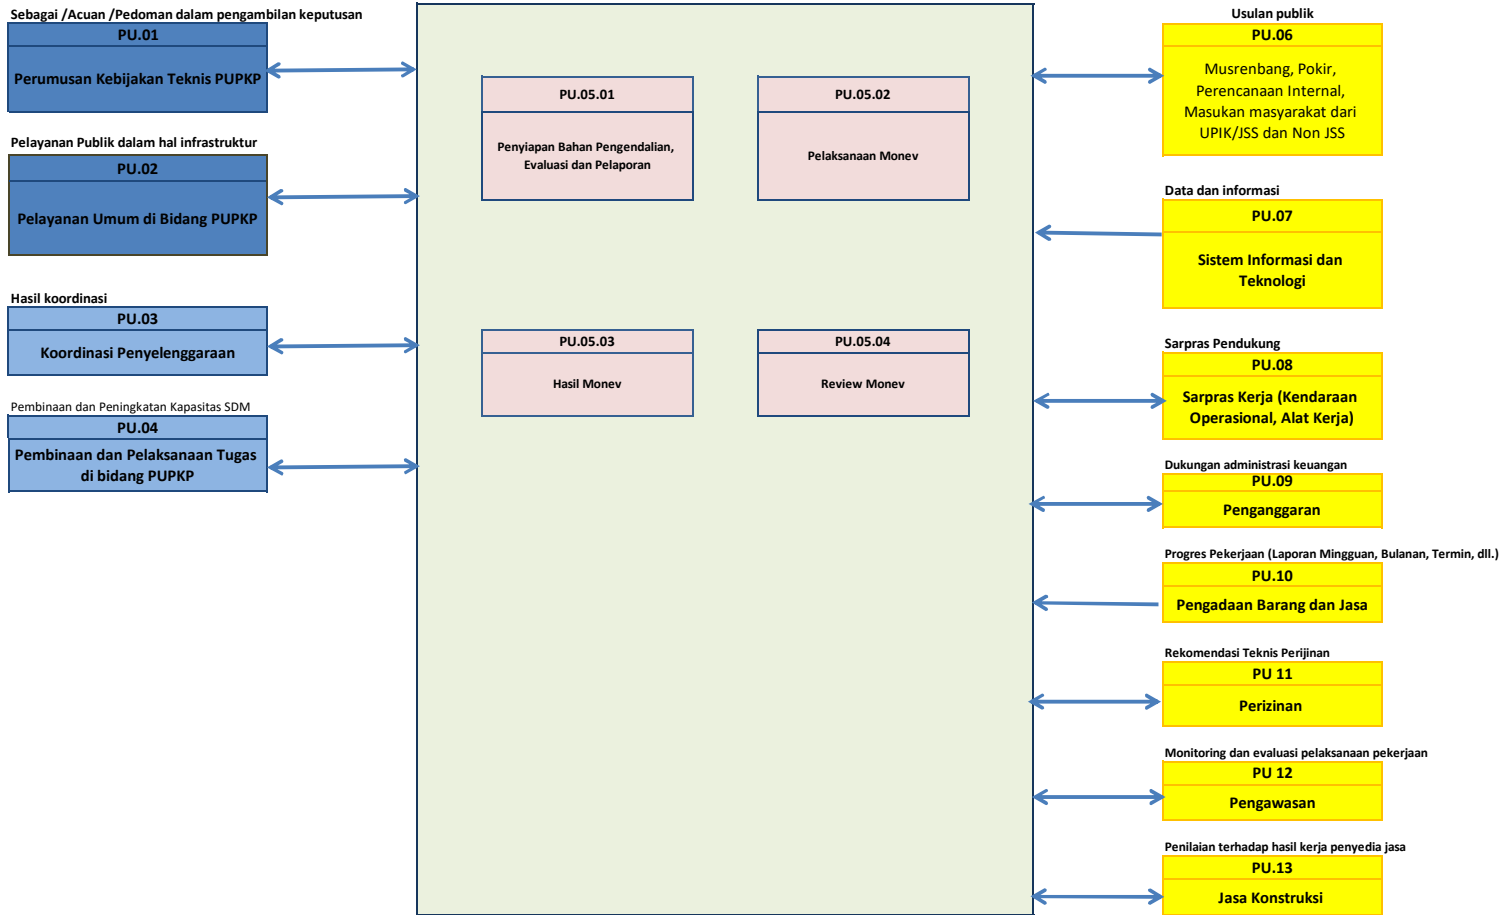 Sebagai /Acuan /Pedoman dalam pengambilan keputusan
PU.01
Perumusan Kebijakan Teknis PUPKP
Pelayanan Publik dalam hal infrastruktur
PU.02
Pelayanan Umum di Bidang PUPKP
Hasil koordinasi
PU.03
Koordinasi Penyelenggaraan
Pembinaan dan Peningkatan Kapasitas SDM
PU.04
Pembinaan dan Pelaksanaan Tugas
di bidang PUPKP
PU.05.01
Penyiapan Bahan Pengendalian,
Evaluasi dan Pelaporan
PU.05.02
Pelaksanaan Monev
PU.05.03
Hasil Monev
PU.05.04
Review Monev
Usulan publik
PU.06
Musrenbang, Pokir,
Perencanaan Internal,
Masukan masyarakat dari
UPIK/JSS dan Non JSS
Data dan informasi
PU.07
Sistem Informasi dan
Teknologi
Sarpras Pendukung
PU.08
Sarpras Kerja (Kendaraan
Operasional, Alat Kerja)
Dukungan administrasi keuangan
PU.09
Penganggaran
Progres Pekerjaan (Laporan Mingguan, Bulanan, Termin, dll.)
PU.10
Pengadaan Barang dan Jasa
Rekomendasi Teknis Perijinan
PU 11
Perizinan
Monitoring dan evaluasi pelaksanaan pekerjaan
PU 12
Pengawasan
Penilaian terhadap hasil kerja penyedia jasa
PU.13
Jasa Konstruksi